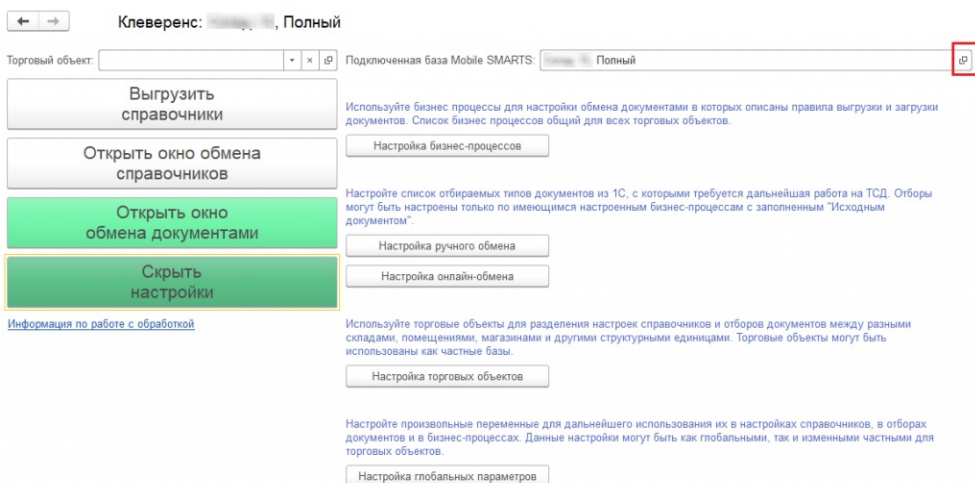 Клеверенс: , Полный
Торговый объект: Подключенная база Mobile SMARTS: Полный
Выгрузить
справочники
Открыть окно обмена
справочников
Открыть окно
обмена документами
Скрыть
настройки
Информация по работе с обработкой
Используйте бизнес процессы для настройки обмена документами в которых описаны правила выгрузки и загрузки
документов. Список бизнес процессов общий для всех торговых объектов.
Настройка бизнес-процессов
Настройте список отбираемых типов документов из 1С, с которыми требуется дальнейшая работа на ТСД. Отборы
могут быть настроены только по имеющимся настроенным бизнес-процессам с заполненным "Исходным
документом".
Настройка ручного обмена
Настройка онлайн-обмена
Используйте торговые объекты для разделения настроек справочников и отборов документов между разными
складами, помещениями, магазинами и другими структурными единицами. Торговые объекты могут быть
использованы как частные базы.
Настройка торговых объектов
Настройте произвольные переменные для дальнейшего использования их в настройках справочников, в отборах
документов и в бизнес-процессах. Данные настройки могут быть как глобальными, так и изменными частными для
торговых объектов.
Настройка глобальных параметров